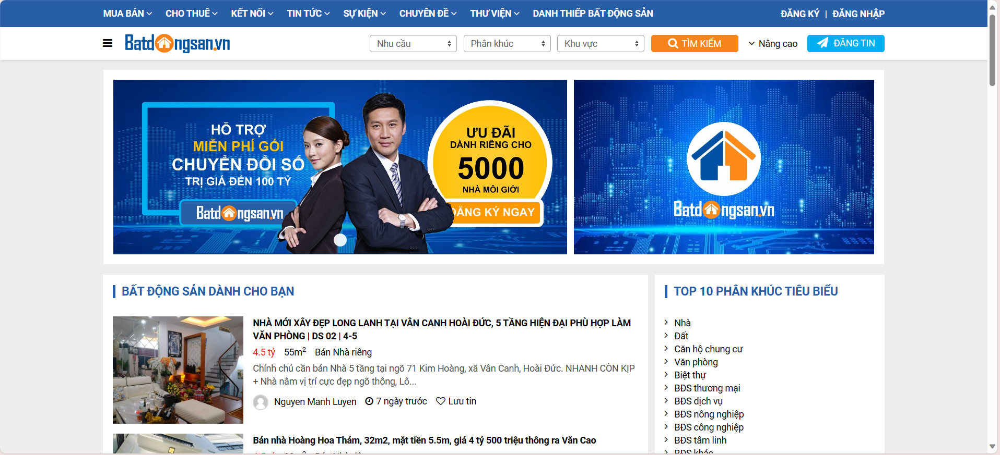 MUA BÁN CHO THUÊ KẾT NỐI TIN TỨC SỰ KIỆN CHUYÊN ĐỀ THƯ VIỆN DANH THIẾP BẤT ĐỘNG SẢN ĐĂNG KÝ | ĐĂNG NHẬP
Batdongsan.vn Nhu cầu Phân khúc Khu vực TÌM KIẾM Nâng cao ĐĂNG TIN
HỖ TRỢ
MIỄN PHÍ GÓI
CHUYỂN ĐỔI SỐ
TRỊ GIÁ ĐẾN 100 TỶ
Batdongsan.vn
ƯU ĐÃI
DÀNH RIÊNG CHO
5000
NHÀ MÔI GIỚI
ĐĂNG KÝ NGAY
Batdongsan.vn
BẤT ĐỘNG SẢN DÀNH CHO BẠN
NHÀ MỚI XÂY ĐẸP LONG LANH TẠI VÂN CANH HOÀI ĐỨC, 5 TẦNG HIỆN ĐẠI PHÙ HỢP LÀM
VĂN PHÒNG | DS 02 | 4-5
4.5 tỷ 55m² Bán Nhà riêng
Chính chủ cần bán Nhà 5 tầng tại ngõ 71 Kim Hoàng, xã Vân Canh, Hoài Đức. NHANH CÒN KỊP
+ Nhà nằm vị trí cực đẹp ngõ thông, Lô...
Nguyen Manh Luyen 7 ngày trước Lưu tin
Bán nhà Hoàng Hoa Thám, 32m2, mặt tiền 5.5m, giá 4 tỷ 500 triệu thông ra Văn Cao
TOP 10 PHÂN KHÚC TIÊU BIỂU
Nhà
Đất
Căn hộ chung cư
Văn phòng
Biệt thự
BĐS thương mại
BĐS dịch vụ
BĐS nông nghiệp
BĐS công nghiệp
BĐS tâm linh
BĐS khác